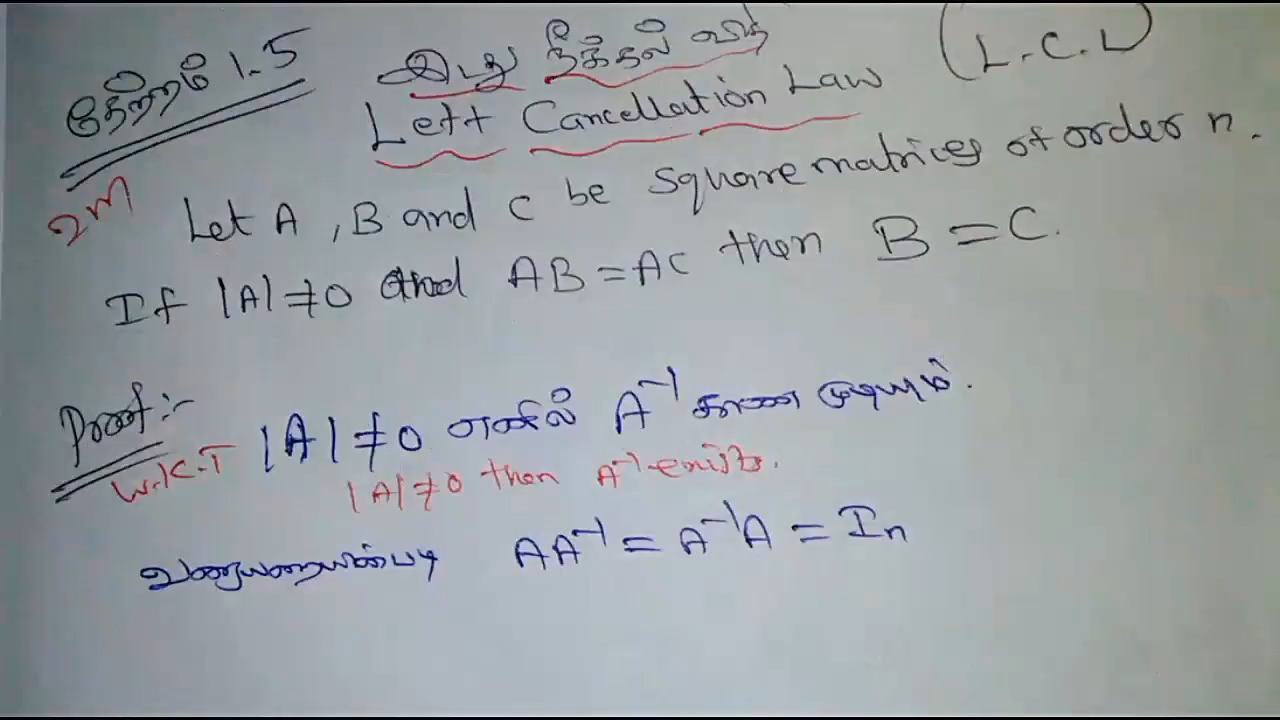 தேற்றம் 1.5
இடது நீக்கல் விதி
Left Cancellation Law (L.C.L)
2m
Let A, B and C be square matrices of order n.
If |A| ≠ 0 and AB = AC then B = C.
Proof:-
|A| ≠ 0 எனில் A⁻¹ காண முடியும்.
W.K.T |A| ≠ 0 then A⁻¹ exists.
வரையறையின்படி AA⁻¹ = A⁻¹A = In